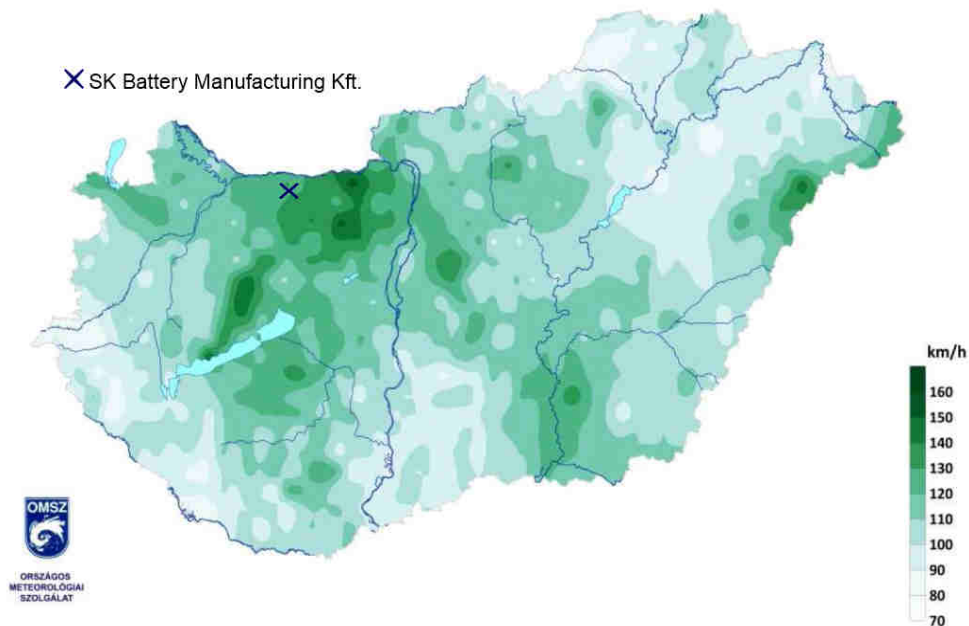 SK Battery Manufacturing Kft.
km/h
160
150
140
130
120
110
100
90
80
70
OMSZ
ORSZÁGOS
METEOROLÓGIAI
SZOLGÁLAT